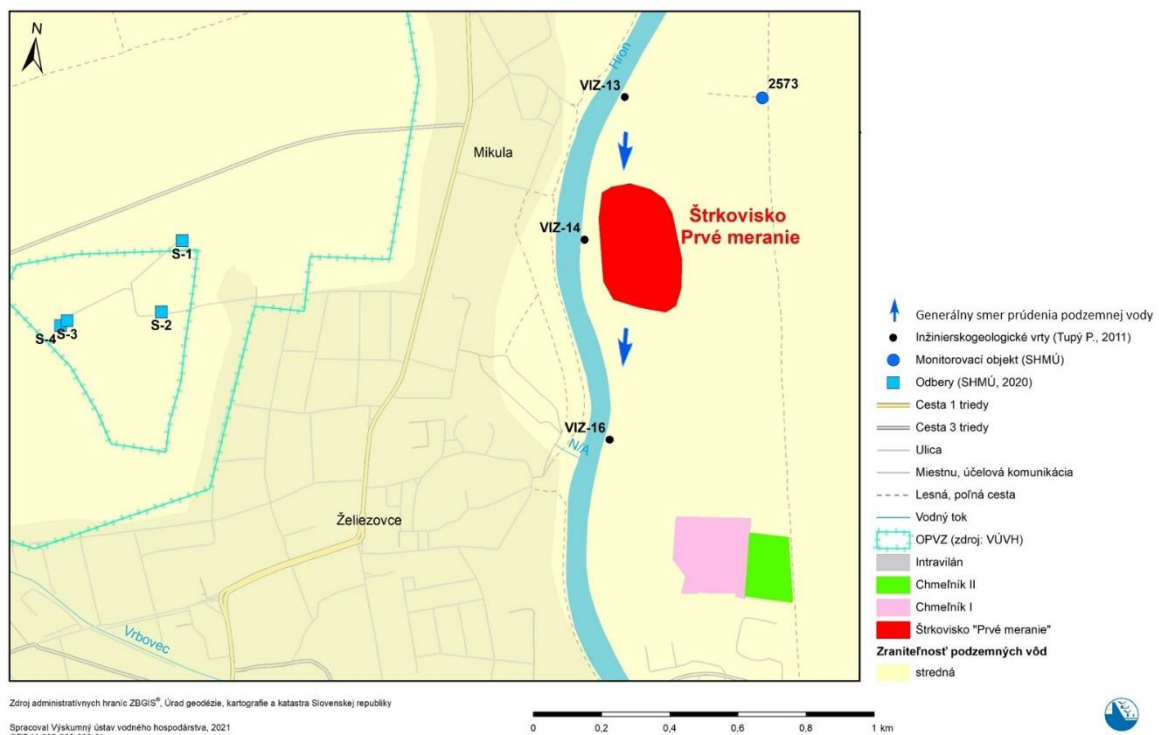 N
Hron
VIZ-13
2573
Mikula
Štrkovisko
Prvé meranie
VIZ-14
S-1
S-2
S-3
S-4
VIZ-16
N/A
Želiezovce
Vrbovec
Generálny smer prúdenia podzemnej vody
Inžinierskogeologické vrty (Tupý P., 2011)
Monitorovací objekt (SHMÚ)
Odbery (SHMÚ, 2020)
Cesta 1 triedy
Cesta 3 triedy
Ulica
Miestnu, účelová komunikácia
Lesná, poľná cesta
Vodný tok
OPVZ (zdroj: VÚVH)
Intravilán
Chmeľník II
Chmeľník I
Štrkovisko "Prvé meranie"
Zraniteľnosť podzemných vôd
stredná
Zdroj administratívnych hraníc ZBGIS®, Úrad geodézie, kartografie a katastra Slovenskej republiky
Spracoval Výskumný ústav vodného hospodárstva, 2021
0 0,2 0,4 0,6 0,8 1 km